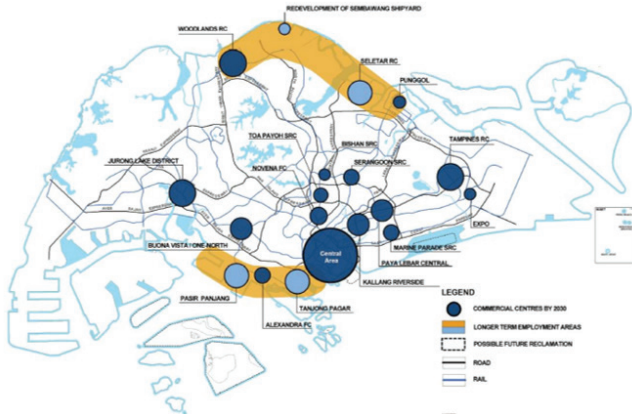 REDEVELOPMENT OF SEMBAWANG SHIPYARD
WOODLANDS RC
SELETAR RC
PUNGGOL
TOA PAYOH SRC
BISHAN SRC
TAMPINES RC
JURONG LAKE DISTRICT
NOVENA FC
SERANGOON SRC
EXPO
BUONA VISTA / ONE-NORTH
Central
Area
MARINE PARADE SRC
PAYA LEBAR CENTRAL
KALLANG RIVERSIDE
PASIR PANJANG
TANJONG PAGAR
ALEXANDRA FC
LEGEND
COMMERCIAL CENTRES BY 2030
LONGER TERM EMPLOYMENT AREAS
POSSIBLE FUTURE RECLAMATION
ROAD
RAIL